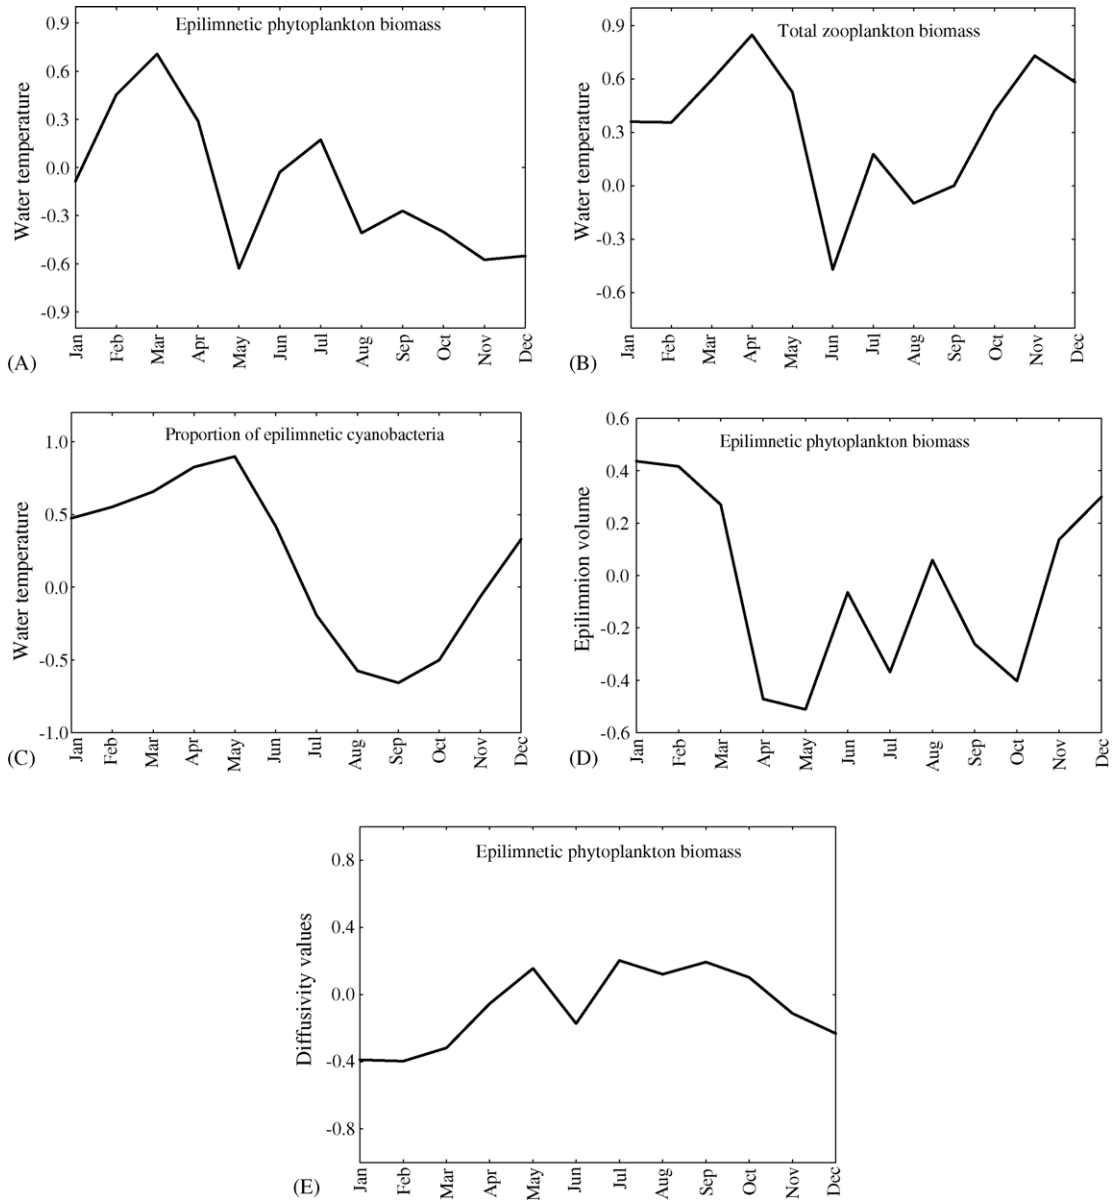 Epilimnetic phytoplankton biomass
Water temperature
0.9
0.6
0.3
0.0
-0.3
-0.6
-0.9
Jan
Feb
Mar
Apr
May
Jun
Jul
Aug
Sep
Oct
Nov
Dec
(A)
Total zooplankton biomass
Water temperature
0.9
0.6
0.3
0.0
-0.3
-0.6
Jan
Feb
Mar
Apr
May
Jun
Jul
Aug
Sep
Oct
Nov
Dec
(B)
Proportion of epilimnetic cyanobacteria
Water temperature
1.0
0.5
0.0
-0.5
-1.0
Jan
Feb
Mar
Apr
May
Jun
Jul
Aug
Sep
Oct
Nov
Dec
(C)
Epilimnetic phytoplankton biomass
Epilimnion volume
0.6
0.4
0.2
0.0
-0.2
-0.4
-0.6
Jan
Feb
Mar
Apr
May
Jun
Jul
Aug
Sep
Oct
Nov
Dec
(D)
Epilimnetic phytoplankton biomass
Diffusivity values
0.8
0.4
0.0
-0.4
-0.8
Jan
Feb
Mar
Apr
May
Jun
Jul
Aug
Sep
Oct
Nov
Dec
(E)